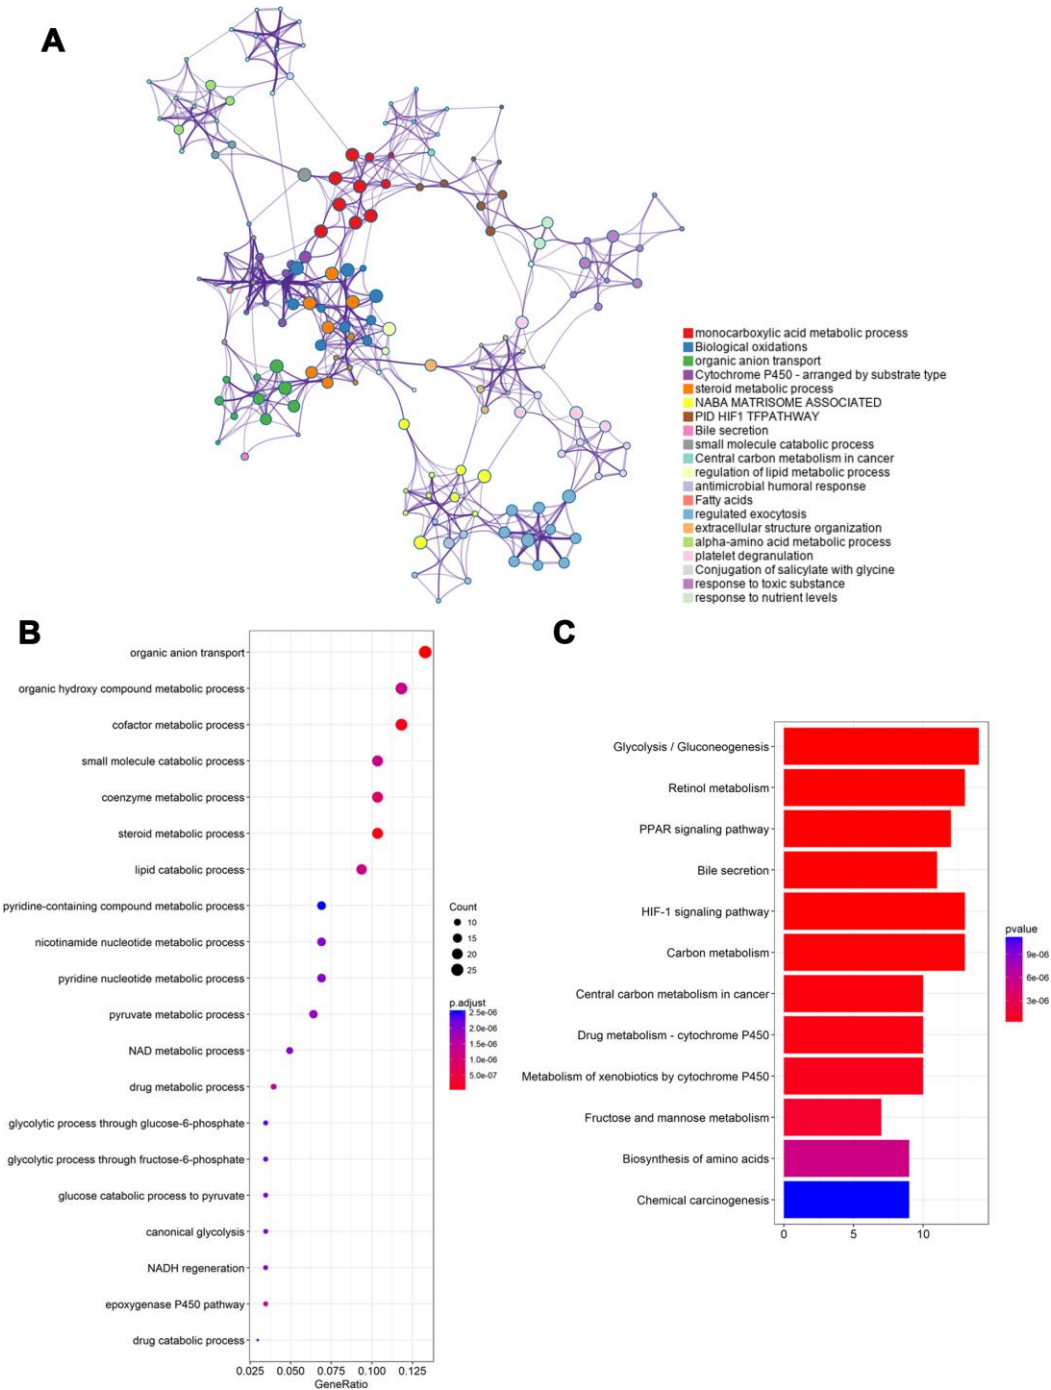 A
monocarboxylic acid metabolic process
Biological oxidations
organic anion transport
Cytochrome P450 - arranged by substrate type
steroid metabolic process
NABA MATRISOME ASSOCIATED
PID HIF1 TFPATHWAY
Bile secretion
small molecule catabolic process
Central carbon metabolism in cancer
regulation of lipid metabolic process
antimicrobial humoral response
Fatty acids
regulated exocytosis
extracellular structure organization
alpha-amino acid metabolic process
platelet degranulation
Conjugation of salicylate with glycine
response to toxic substance
response to nutrient levels
B
organic anion transport
organic hydroxy compound metabolic process
cofactor metabolic process
small molecule catabolic process
coenzyme metabolic process
steroid metabolic process
lipid catabolic process
pyridine-containing compound metabolic process
nicotinamide nucleotide metabolic process
pyridine nucleotide metabolic process
pyruvate metabolic process
NAD metabolic process
drug metabolic process
glycolytic process through glucose-6-phosphate
glycolytic process through fructose-6-phosphate
glucose catabolic process to pyruvate
canonical glycolysis
NADH regeneration
epoxygenase P450 pathway
drug catabolic process
0.025 0.050 0.075 0.100 0.125
GeneRatio
Count
10
15
20
25
p.adjust
2.5e-06
2.0e-06
1.5e-06
1.0e-06
5.0e-07
C
Glycolysis / Gluconeogenesis
Retinol metabolism
PPAR signaling pathway
Bile secretion
HIF-1 signaling pathway
Carbon metabolism
Central carbon metabolism in cancer
Drug metabolism - cytochrome P450
Metabolism of xenobiotics by cytochrome P450
Fructose and mannose metabolism
Biosynthesis of amino acids
Chemical carcinogenesis
0 5 10
pvalue
9e-06
6e-06
3e-06